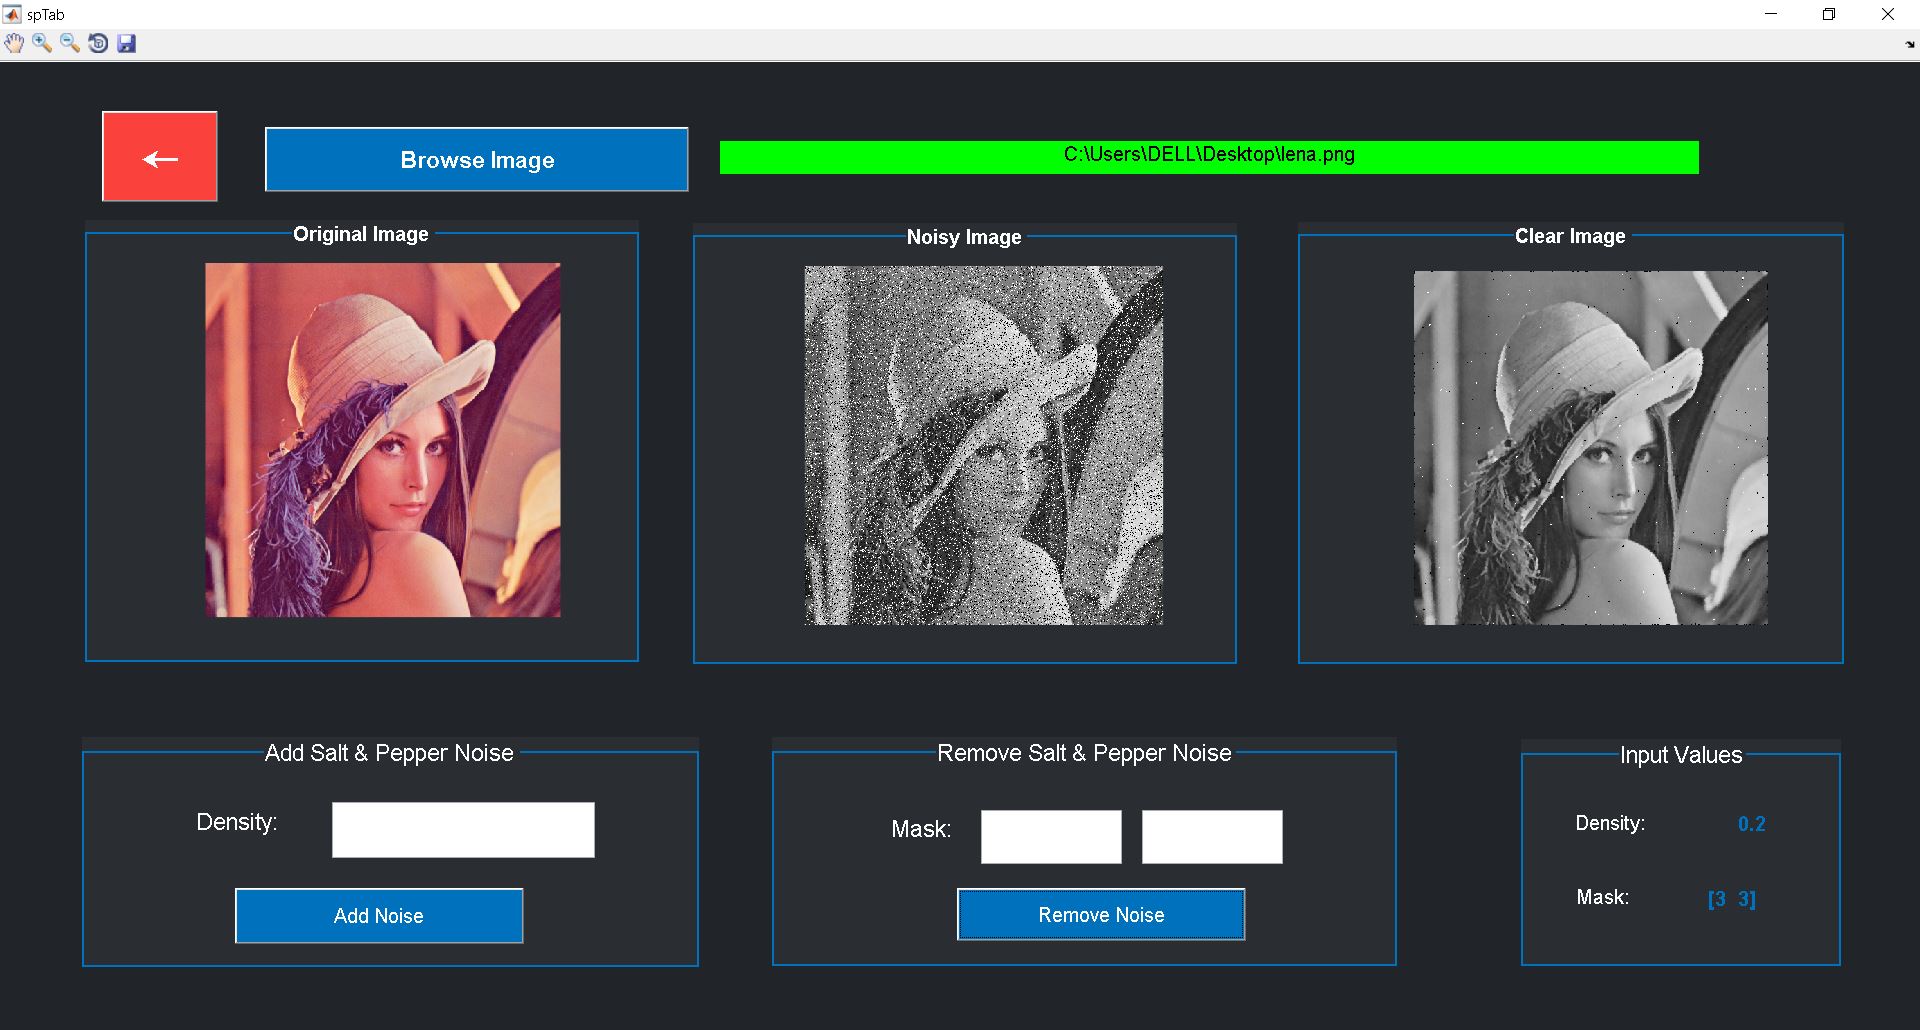 spTab
Browse Image
C:\Users\DELL\Desktop\lena.png
Original Image
Noisy Image
Clear Image
Add Salt & Pepper Noise
Density:
Add Noise
Remove Salt & Pepper Noise
Mask:
Remove Noise
Input Values
Density: 0.2
Mask: [3 3]